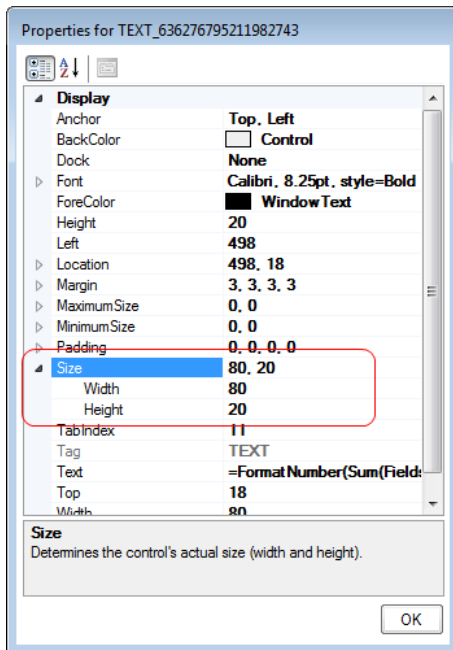 Properties for TEXT_636276795211982743
Display
Anchor Top, Left
BackColor Control
Dock None
Font Calibri, 8.25pt, style=Bold
ForeColor WindowText
Height 20
Left 498
Location 498, 18
Margin 3, 3, 3, 3
MaximumSize 0, 0
MinimumSize 0, 0
Padding 0, 0, 0, 0
Size 80, 20
Width 80
Height 20
TabIndex 11
Tag TEXT
Text =FormatNumber(Sum(Fields
Top 18
Width 80
Size
Detemines the control's actual size (width and height).
OK